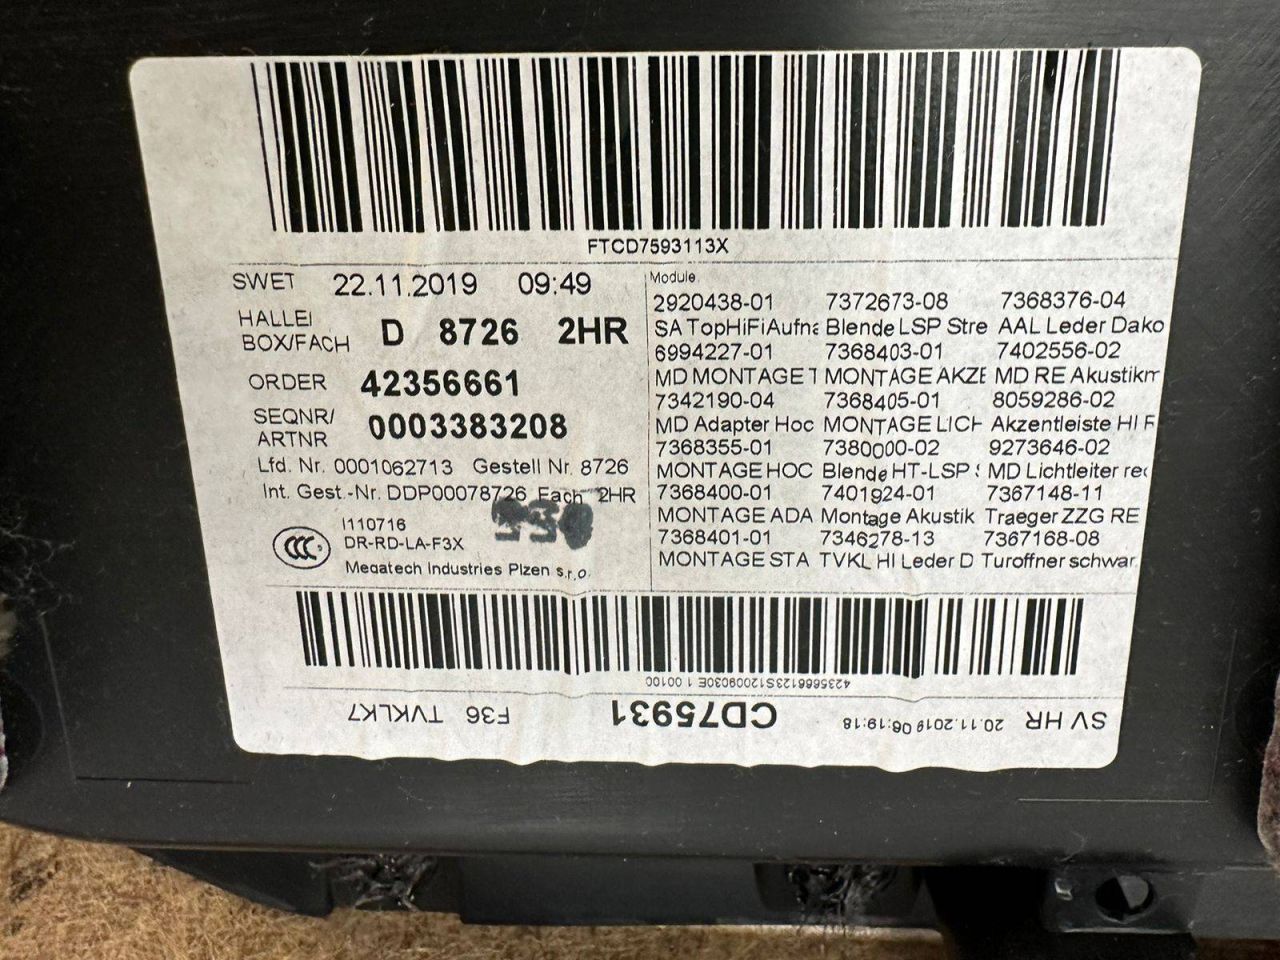 FTCD7593113X
SWET 22.11.2019 09:49
HALLE/
BOX/FACH D 8726 2HR
ORDER 42356661
SEQNR/
ARTNR 0003383208
Lfd. Nr. 0001062713 Gestell Nr. 8726
Int. Gest.-Nr. DDP00078726 Fach 2HR
I110716
DR-RD-LA-F3X
CCC
Megatech Industries Plzen s.r.o.
Module
2920438-01 7372673-08 7368376-04
SA TopHiFiAufna Blende LSP Stre AAL Leder Dako
6994227-01 7368403-01 7402556-02
MD MONTAGE T MONTAGE AKZE MD RE Akustikm
7342190-04 7368405-01 8059286-02
MD Adapter Hoc MONTAGE LICH Akzentleiste HI F
7368355-01 7380000-02 9273646-02
MONTAGE HOC Blende HT-LSP MD Lichtleiter rec
7368400-01 7401924-01 7367148-11
MONTAGE ADA Montage Akustik Traeger ZZG RE
7368401-01 7346278-13 7367168-08
MONTAGE STA TVKL HI Leder D Turoffner schwar
4235666123S12009030E 1 00100
SV HR 20.11.2019 06:19:18 CD75931 F36 TVKLK7